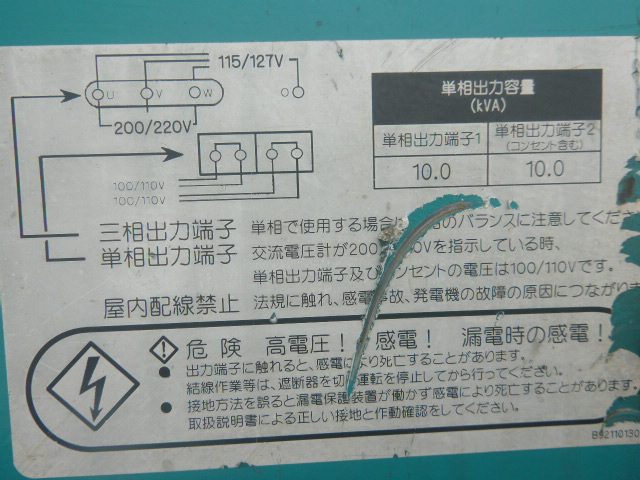 115/127V
U V W O
200/220V
100/110V
100/110V
単相出力容量
(kVA)
単相出力端子1 単相出力端子2
(コンセント含む)
10.0 10.0
三相出力端子
単相出力端子
単相で使用する場合は のバランスに注意してくださ
交流電圧計が200 0Vを指示している時、
単相出力端子及びコンセントの電圧は100/110Vです。
屋内配線禁止 法規に触れ、感電事故、発電機の故障の原因につながりま
危険 高電圧! 感電! 漏電時の感電!
● 出力端子に触れると、感電により死亡することがあります。
結線作業等は、遮断器を切 運転を停止してから行ってください。
● 接地方法を誤ると漏電保護装置が働かず感電により死亡することがあります。
取扱説明書による正しい接地と作動確認をしてください。
B92110130